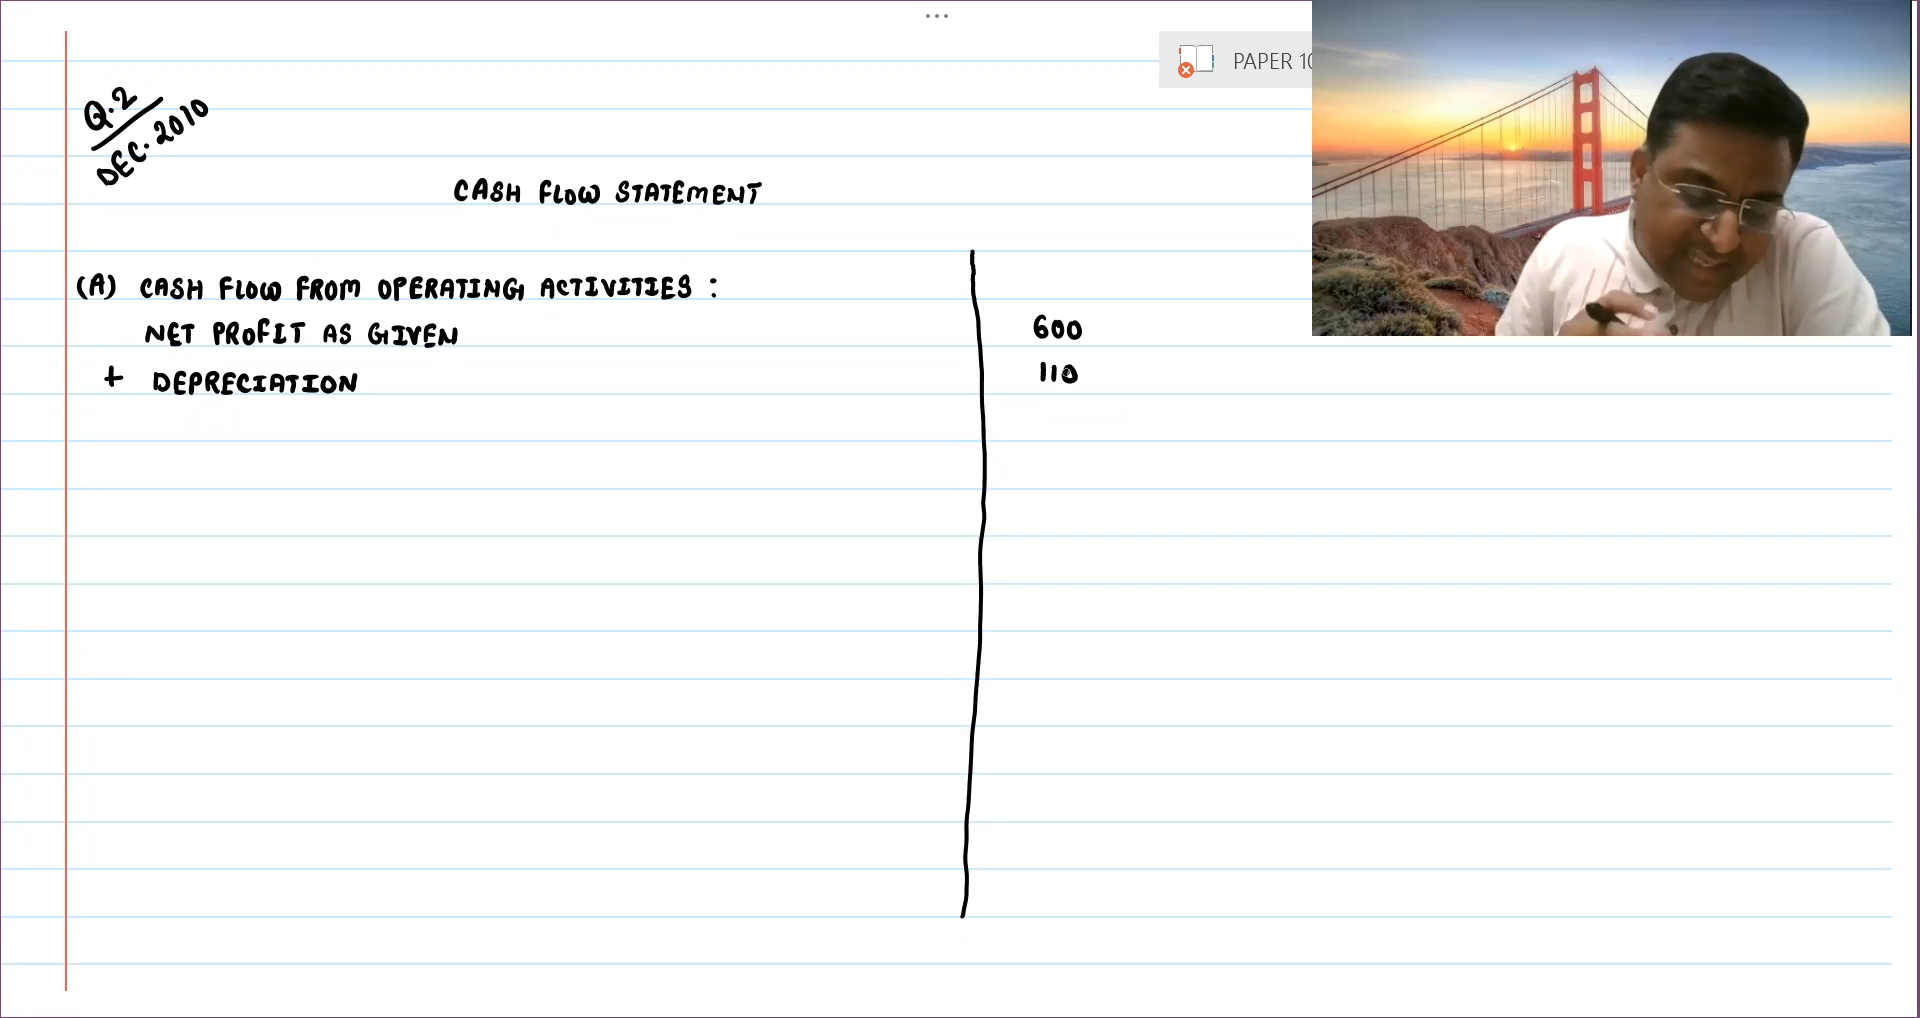 Q.2
DEC. 2010
PAPER 10
CASH FLOW STATEMENT
(A) CASH FLOW FROM OPERATING ACTIVITIES :
NET PROFIT AS GIVEN 600
+ DEPRECIATION 110